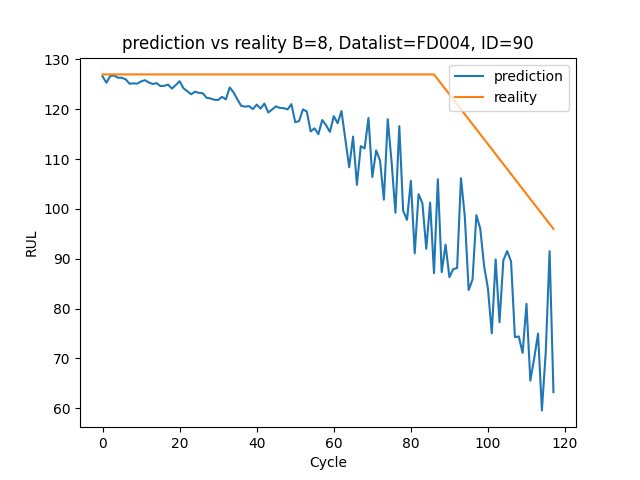 prediction vs reality B=8, Datalist=FD004, ID=90
130
120
110
100
90
80
70
60
RUL
prediction
reality
0 20 40 60 80 100 120
Cycle